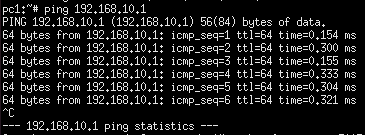 pc1:~# ping 192.168.10.1
PING 192.168.10.1 (192.168.10.1) 56(84) bytes of data.
64 bytes from 192.168.10.1: icmp_seq=1 ttl=64 time=0.154 ms
64 bytes from 192.168.10.1: icmp_seq=2 ttl=64 time=0.300 ms
64 bytes from 192.168.10.1: icmp_seq=3 ttl=64 time=0.155 ms
64 bytes from 192.168.10.1: icmp_seq=4 ttl=64 time=0.333 ms
64 bytes from 192.168.10.1: icmp_seq=5 ttl=64 time=0.304 ms
64 bytes from 192.168.10.1: icmp_seq=6 ttl=64 time=0.321 ms
^C
--- 192.168.10.1 ping statistics ---